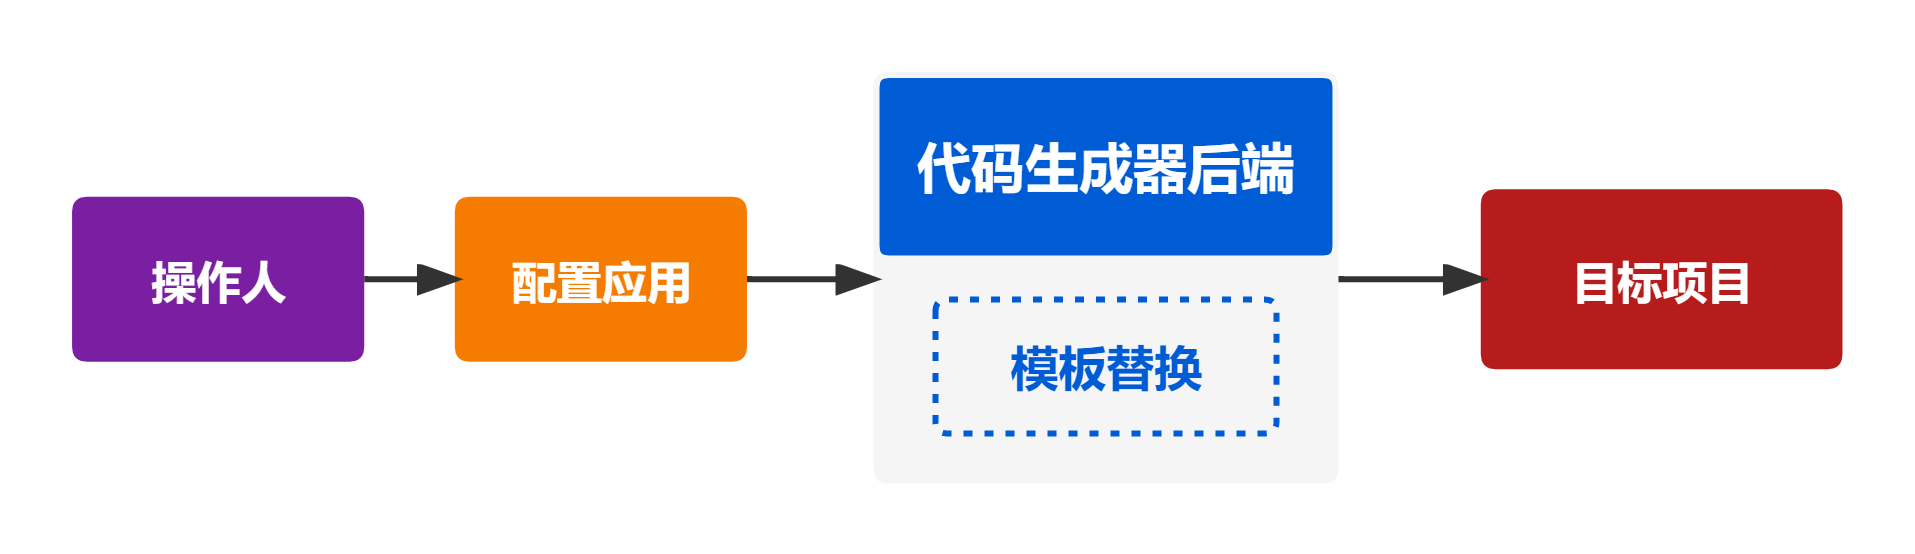 操作人
配置应用
代码生成器后端
模板替换
目标项目